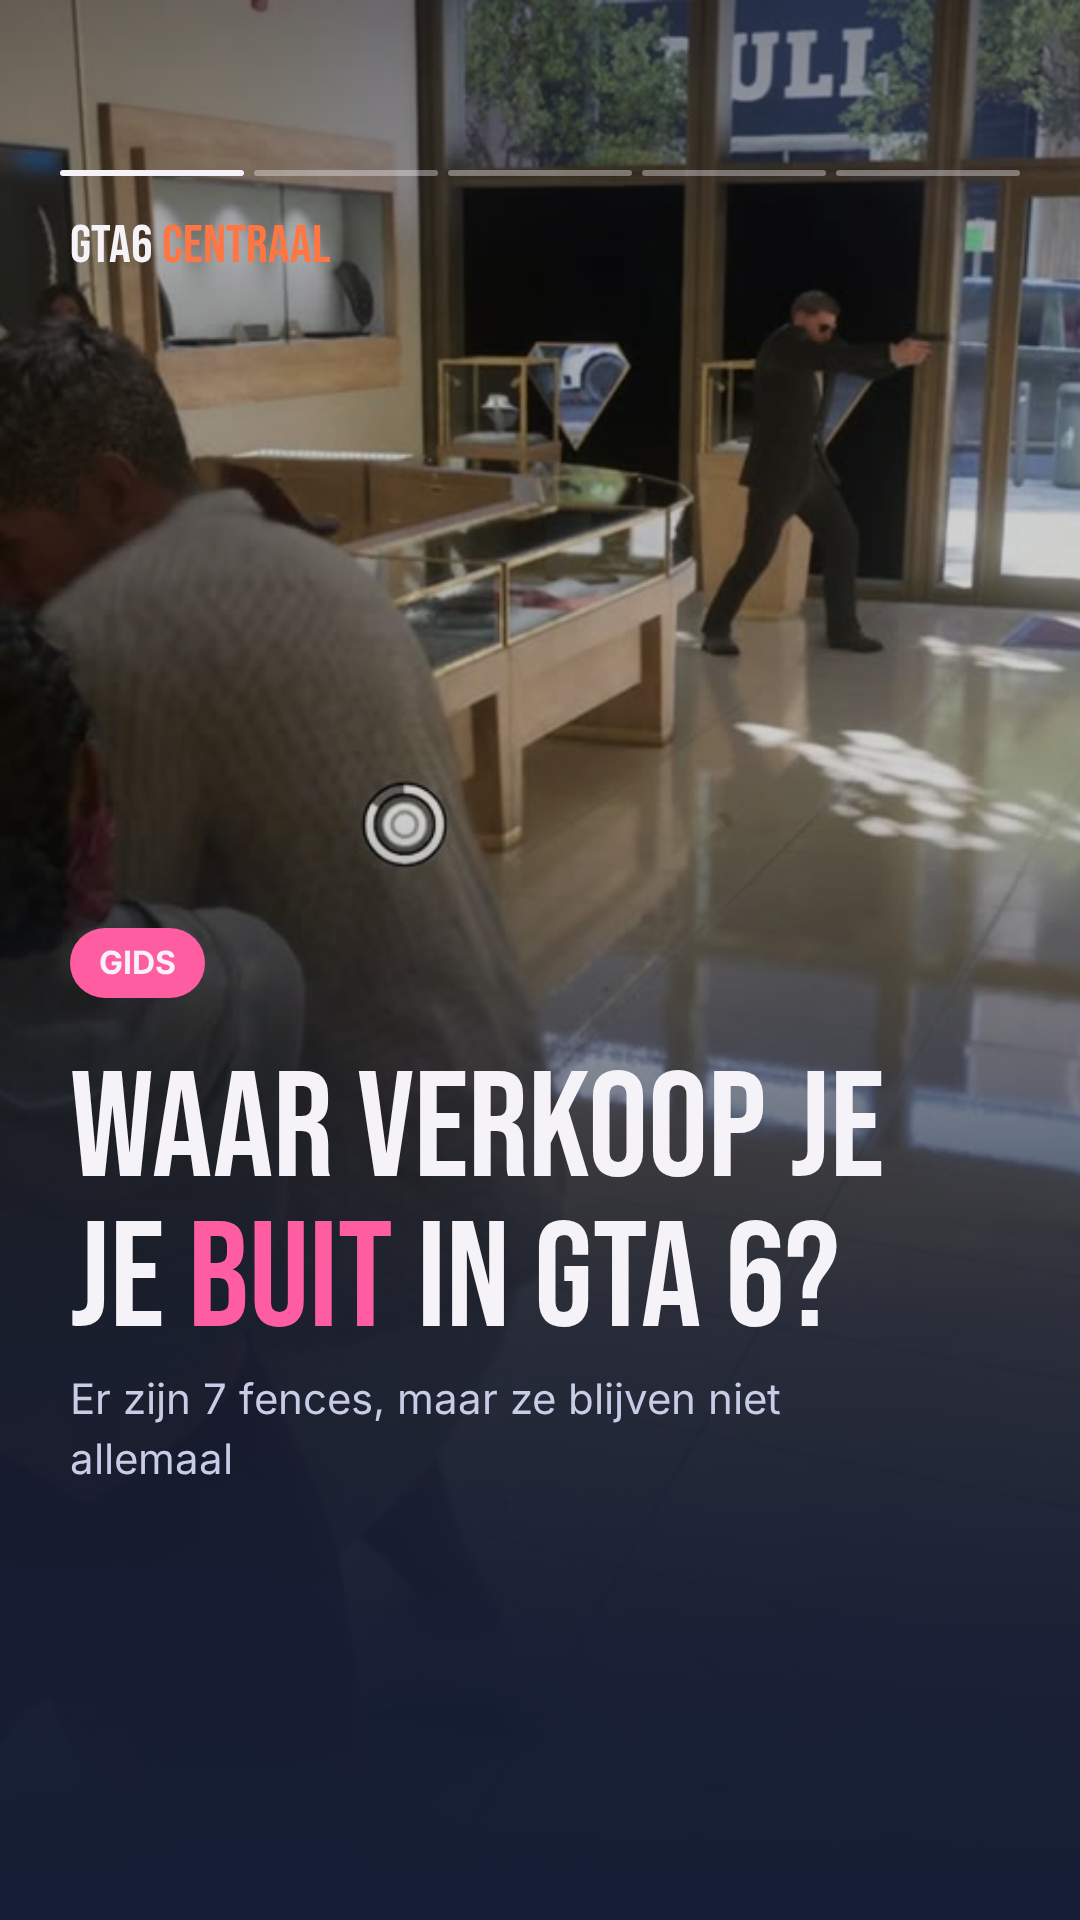 ULI
GTA6 CENTRAAL
GIDS
WAAR VERKOOP JE
JE BUIT IN GTA 6?
Er zijn 7 fences, maar ze blijven niet
allemaal